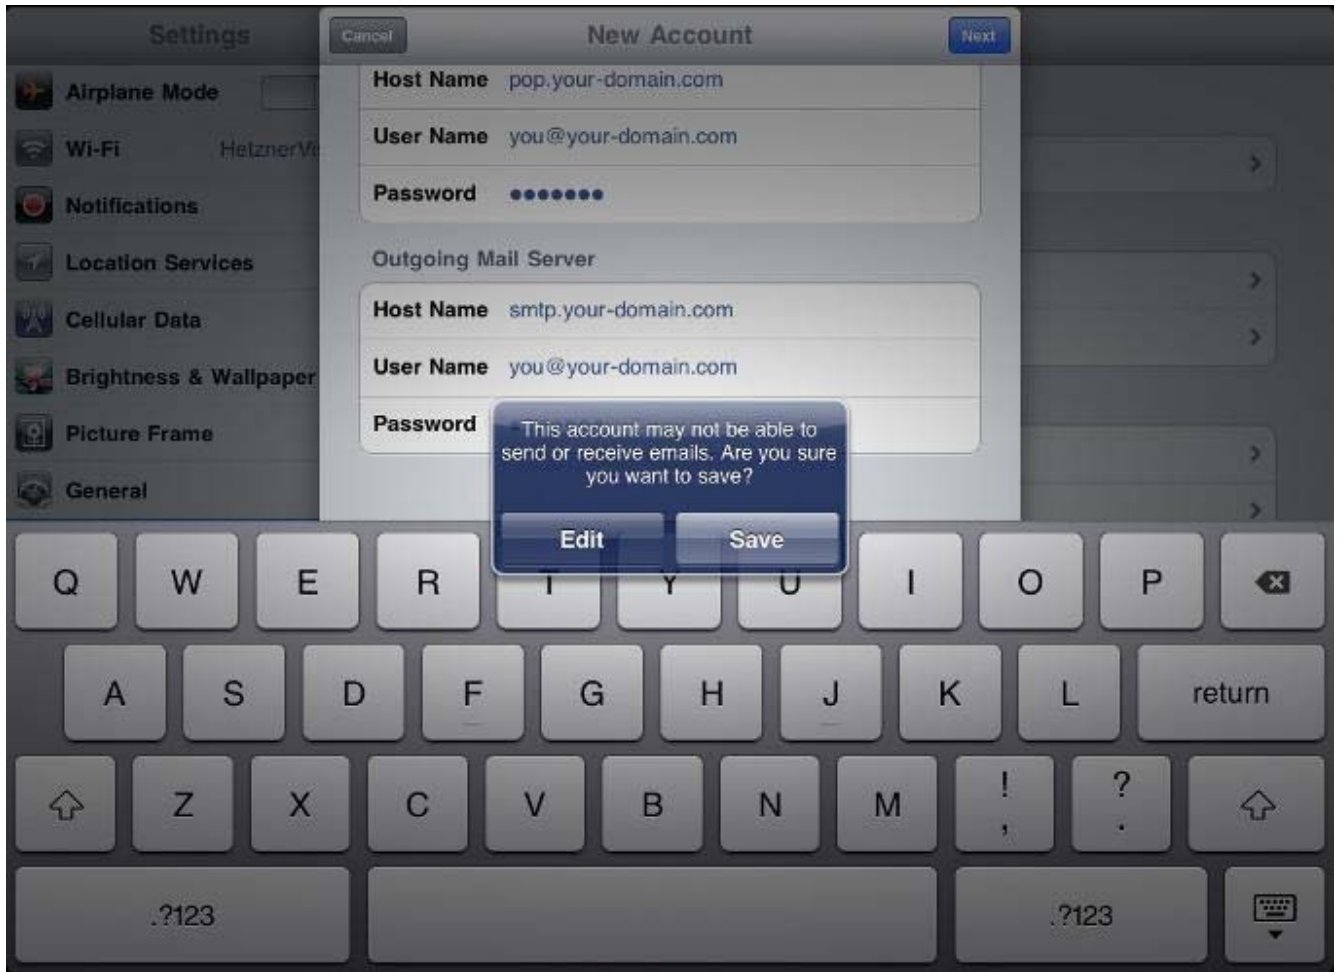 Settings
Cancel
New Account
Next
Airplane Mode
Wi-Fi
Notifications
Location Services
Cellular Data
Brightness & Wallpaper
Picture Frame
General
Host Name pop.your-domain.com
User Name you@your-domain.com
Password •••••••
Outgoing Mail Server
Host Name smtp.your-domain.com
User Name you@your-domain.com
Password
This account may not be able to
send or receive emails. Are you sure
you want to save?
Edit Save
Q W E R T Y U I O P
A S D F G H J K L return
Z X C V B N M ! , ? .
.?123 .?123